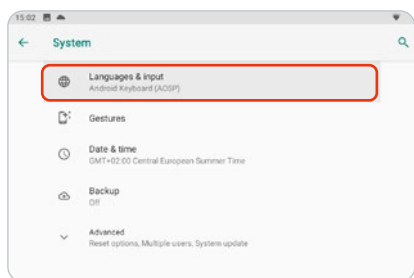 15:02
System
Languages & input
Android Keyboard (AOSP)
Gestures
Date & time
GMT+02:00 Central European Summer Time
Backup
Off
Advanced
Reset options, Multiple users, System update